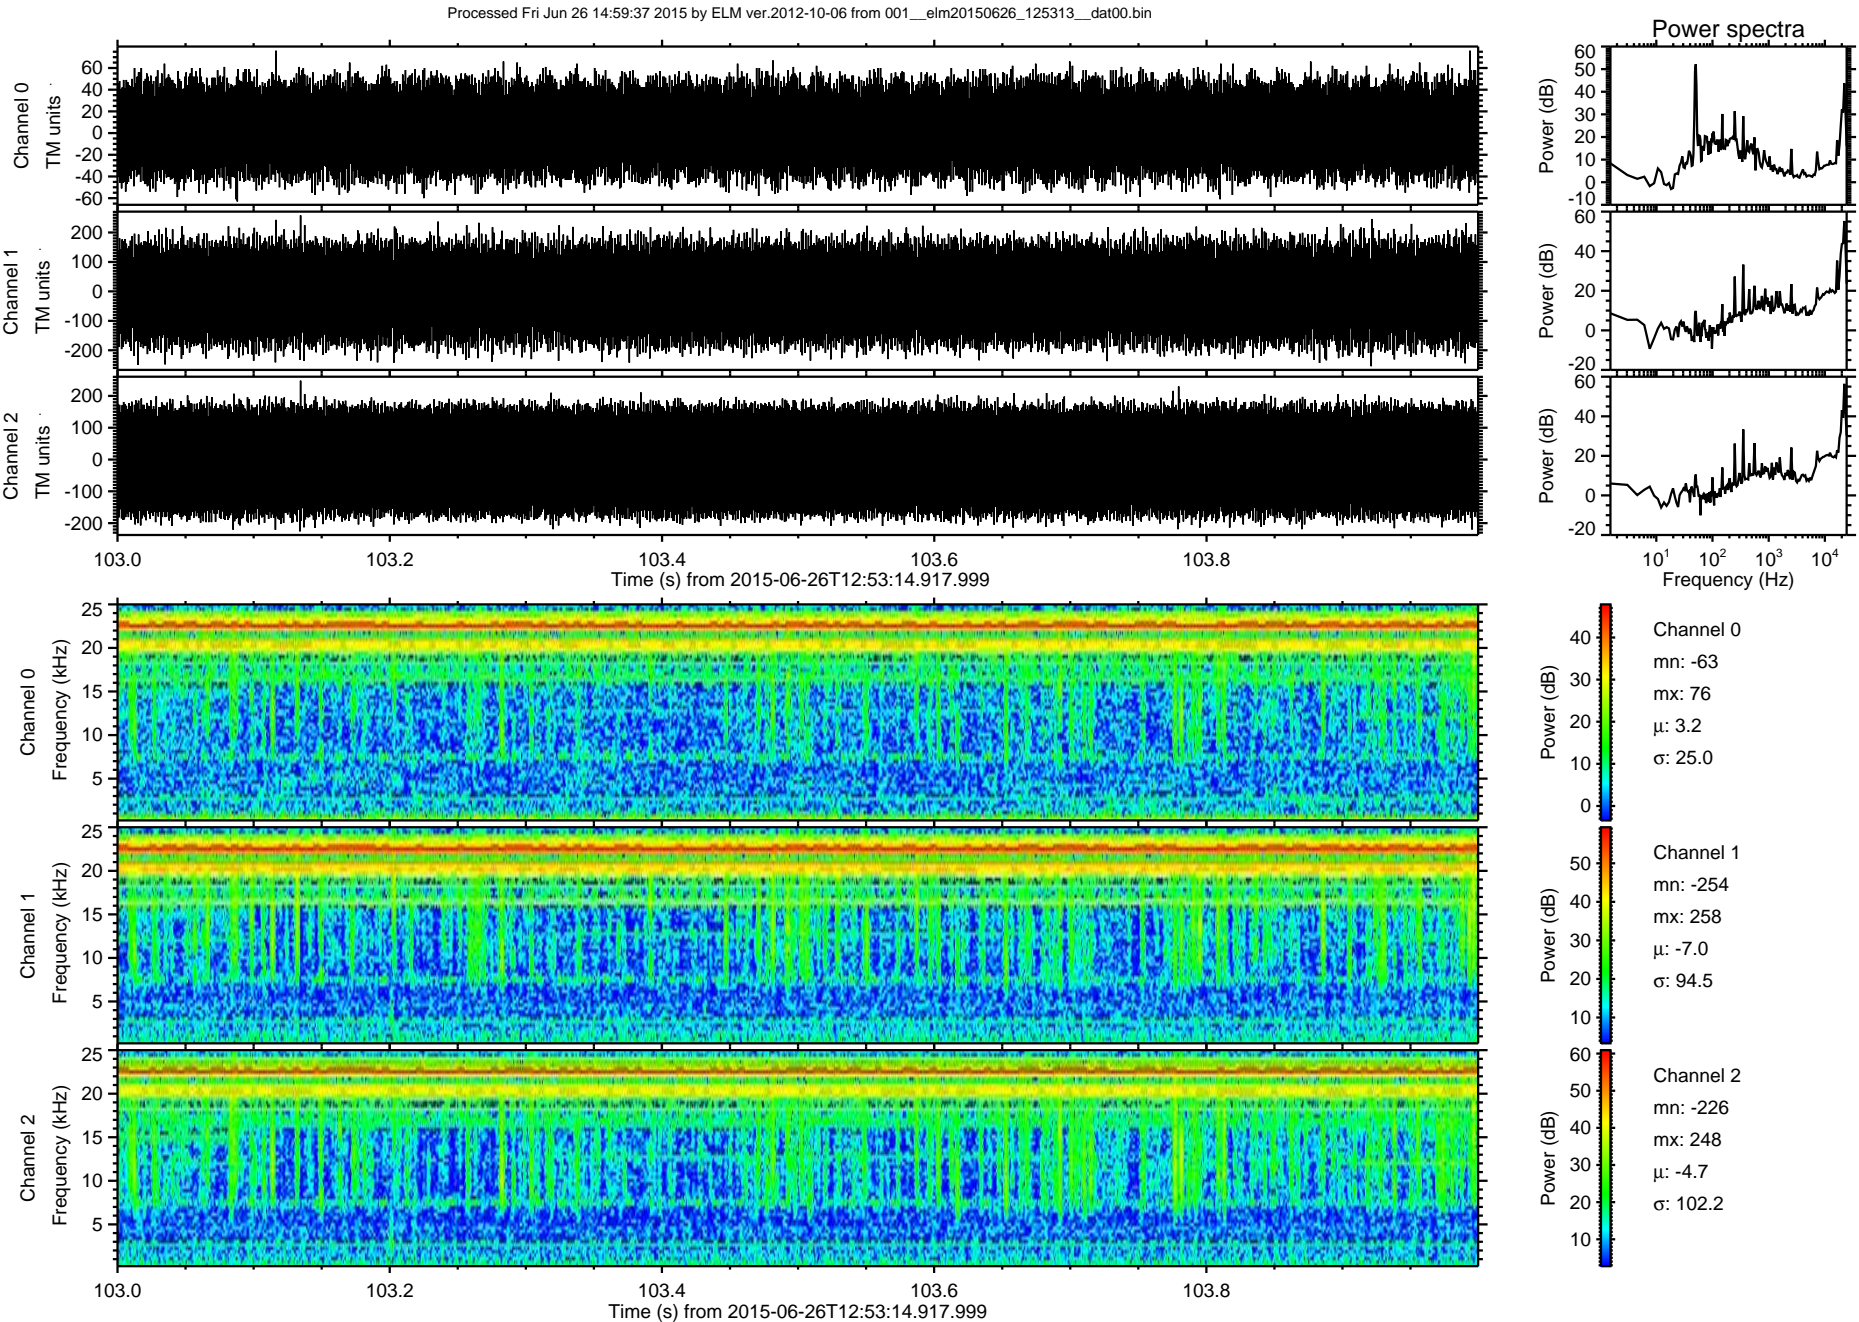 Processed Fri Jun 26 14:59:37 2015 by ELM ver.2012-10-06 from 001__elm20150626_125313__dat00.bin
Power spectra
Channel 0
TM units
60
40
20
0
-20
-40
-60
Power (dB)
60
50
40
30
20
10
0
-10
Channel 1
TM units
200
100
0
-100
-200
Power (dB)
60
40
20
0
-20
Channel 2
TM units
200
100
0
-100
-200
Power (dB)
60
40
20
0
-20
103.0 103.2 103.4 103.6 103.8
Time (s) from 2015-06-26T12:53:14.917.999
10¹ 10² 10³ 10⁴
Frequency (Hz)
Channel 0
Frequency (kHz)
25
20
15
10
5
Power (dB)
40
30
20
10
0
Channel 0
mn: -63
mx: 76
μ: 3.2
σ: 25.0
Channel 1
Frequency (kHz)
25
20
15
10
5
Power (dB)
50
40
30
20
10
Channel 1
mn: -254
mx: 258
μ: -7.0
σ: 94.5
Channel 2
Frequency (kHz)
25
20
15
10
5
Power (dB)
60
50
40
30
20
10
Channel 2
mn: -226
mx: 248
μ: -4.7
σ: 102.2
103.0 103.2 103.4 103.6 103.8
Time (s) from 2015-06-26T12:53:14.917.999